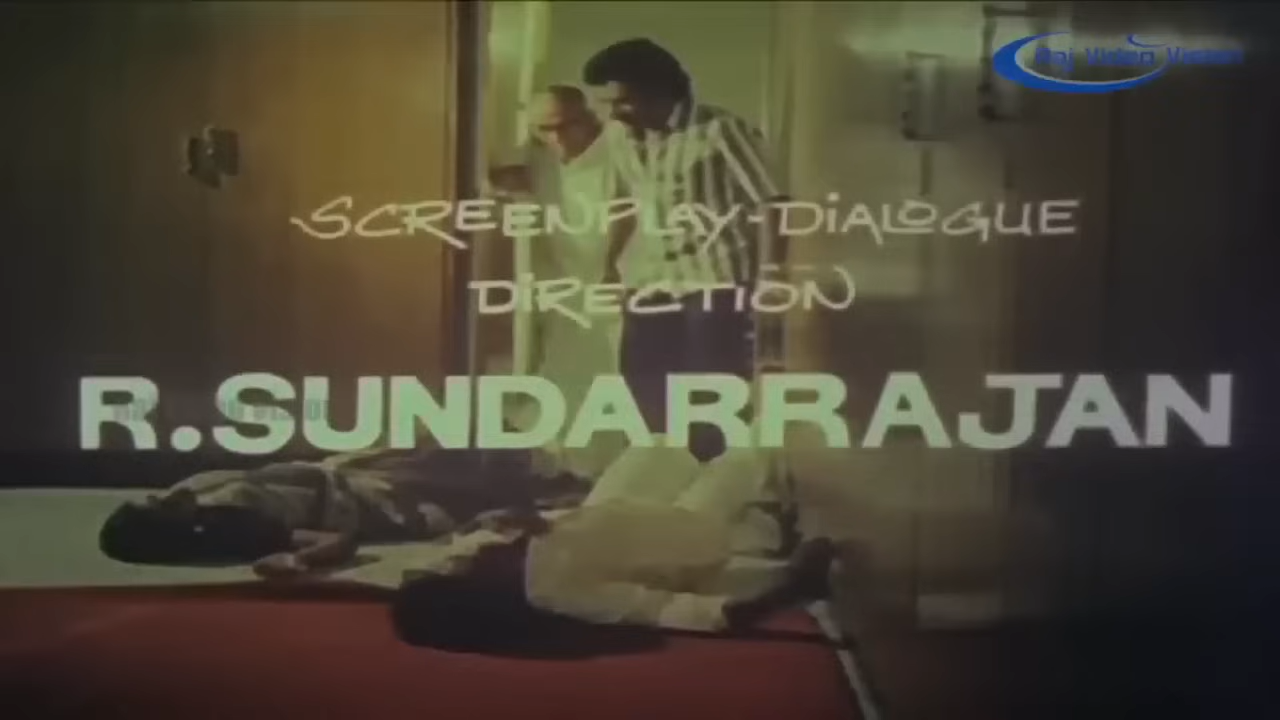 Raj Video Vision
SCREENPLAY-DIALOGUE
DIRECTION
R.SUNDARRAJAN